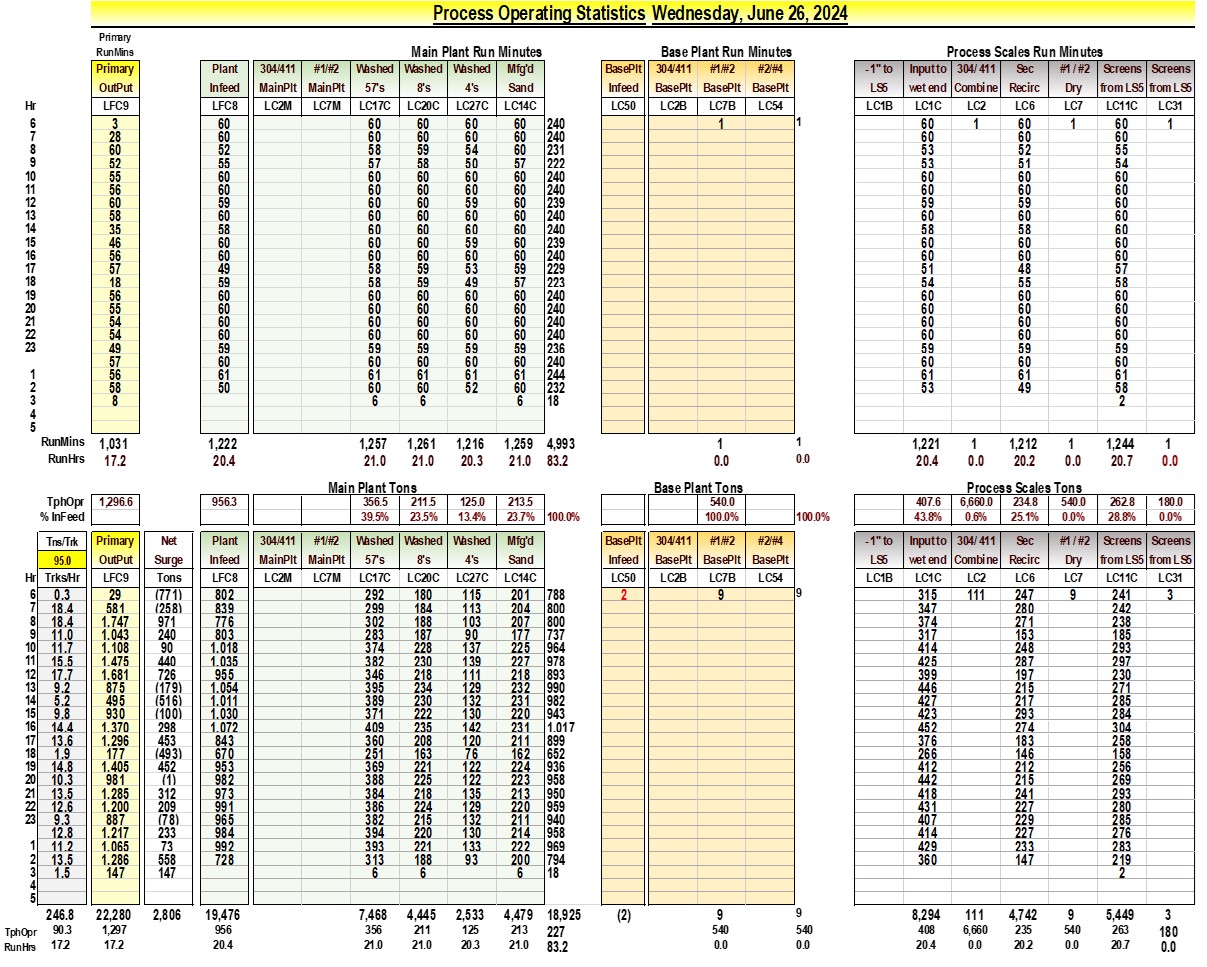 Process Operating Statistics Wednesday, June 26, 2024
Primary
RunMins Main Plant Run Minutes Base Plant Run Minutes Process Scales Run Minutes
Primary Plant 304/411 #1/#2 Washed Washed Washed Mfg'd BasePlt 304/411 #1/#2 #2/#4 -1" to Input to 304/ 411 Sec #1 / #2 Screens Screens
OutPut Infeed MainPlt MainPlt 57's 8's 4's Sand Infeed BasePlt BasePlt BasePlt LS5 wet end Combine Recirc Dry from LS5 from LS5
Hr LFC9 LFC8 LC2M LC7M LC17C LC20C LC27C LC14C LC50 LC2B LC7B LC54 LC1B LC1C LC2 LC6 LC7 LC11C LC31
6 3 60 60 60 60 60 240 1 1 60 1 60 1 60 1
7 28 60 60 60 60 60 240 60 60 60
8 60 52 58 59 54 60 231 53 52 55
9 52 55 57 58 50 57 222 53 51 54
10 55 60 60 60 60 60 240 60 60 60
11 56 60 60 60 60 60 240 60 60 60
12 60 59 60 60 59 60 239 60 60 60
13 58 60 60 60 60 60 240 60 60 60
14 35 58 60 60 60 60 240 58 58 60
15 46 60 60 60 59 60 239 60 60 60
16 56 60 60 60 60 60 240 60 60 60
17 57 49 58 59 53 59 229 51 48 57
18 18 59 58 59 49 57 223 54 55 58
19 56 60 60 60 60 60 240 60 60 60
20 55 60 60 60 60 60 240 60 60 60
21 54 60 60 60 60 60 240 60 60 60
22 54 60 60 60 60 60 240 60 60 60
23 49 59 59 59 59 59 236 59 59 60
57 60 60 60 60 60 240 60 60 60
1 56 61 61 61 61 61 244 61 61 61
2 58 50 60 60 52 60 232 53 49 58
3 8 6 6 6 18 2
4
5
RunMins 1,031 1,222 1,257 1,261 1,216 1,259 4,993 1 1 1,221 1 1,212 1 1,244 1
RunHrs 17.2 20.4 21.0 21.0 20.3 21.0 83.2 0.0 0.0 20.4 0.0 20.2 0.0 20.7 0.0
Main Plant Tons Base Plant Tons Process Scales Tons
TphOpr 1,296.6 956.3 356.5 211.5 125.0 213.5 540.0 407.6 6,660.0 234.8 540.0 262.8 180.0
% InFeed 39.5% 23.5% 13.4% 23.7% 100.0% 100.0% 100.0% 43.8% 0.6% 25.1% 0.0% 28.8% 0.0%
Tns/Trk Primary Net Plant 304/411 #1/#2 Washed Washed Washed Mfg'd BasePlt 304/411 #1/#2 #2/#4 -1" to Input to 304/ 411 Sec #1 / #2 Screens Screens
95.0 OutPut Surge Infeed MainPlt MainPlt 57's 8's 4's Sand Infeed BasePlt BasePlt BasePlt LS5 wet end Combine Recirc Dry from LS5 from LS5
Hr Trks/Hr LFC9 Tons LFC8 LC2M LC7M LC17C LC20C LC27C LC14C LC50 LC2B LC7B LC54 LC1B LC1C LC2 LC6 LC7 LC11C LC31
6 0.3 29 (771) 802 292 180 115 201 788 2 9 9 315 111 247 9 241 3
7 18.4 581 (258) 839 299 184 113 204 800 347 280 242
8 18.4 1.747 971 776 302 188 103 207 800 374 271 238
9 11.0 1.043 240 803 283 187 90 177 737 317 153 185
10 11.7 1.108 90 1.018 374 228 137 225 964 414 248 293
11 15.5 1.475 440 1.035 382 230 139 227 978 425 287 297
12 17.7 1.681 726 955 346 218 111 218 893 399 197 230
13 9.2 875 (179) 1.054 395 234 129 232 990 446 215 271
14 5.2 495 (516) 1.011 389 230 132 231 982 427 217 285
15 9.8 930 (100) 1.030 371 222 130 220 943 423 293 284
16 14.4 1.370 298 1.072 409 235 142 231 1.017 452 274 304
17 13.6 1.296 453 843 360 208 120 211 899 376 183 258
18 1.9 177 (493) 670 251 163 76 162 652 266 146 158
19 14.8 1.405 452 953 369 221 122 224 936 412 212 256
20 10.3 981 (1) 982 388 225 122 223 958 442 215 269
21 13.5 1.285 312 973 384 218 135 213 950 418 241 293
22 12.6 1.200 209 991 386 224 129 220 959 431 227 280
23 9.3 887 (78) 965 382 215 132 211 940 407 229 285
12.8 1.217 233 984 394 220 130 214 958 414 227 276
1 11.2 1.065 73 992 393 221 133 222 969 429 233 283
2 13.5 1.286 558 728 313 188 93 200 794 360 147 219
3 1.5 147 147 6 6 6 18 2
4
5
246.8 22,280 2,806 19,476 7,468 4,445 2,533 4,479 18,925 (2) 9 9 8,294 111 4,742 9 5,449 3
TphOpr 90.3 1,297 956 356 211 125 213 227 540 540 408 6,660 235 540 263 180
RunHrs 17.2 17.2 20.4 21.0 21.0 20.3 21.0 83.2 0.0 0.0 20.4 0.0 20.2 0.0 20.7 0.0